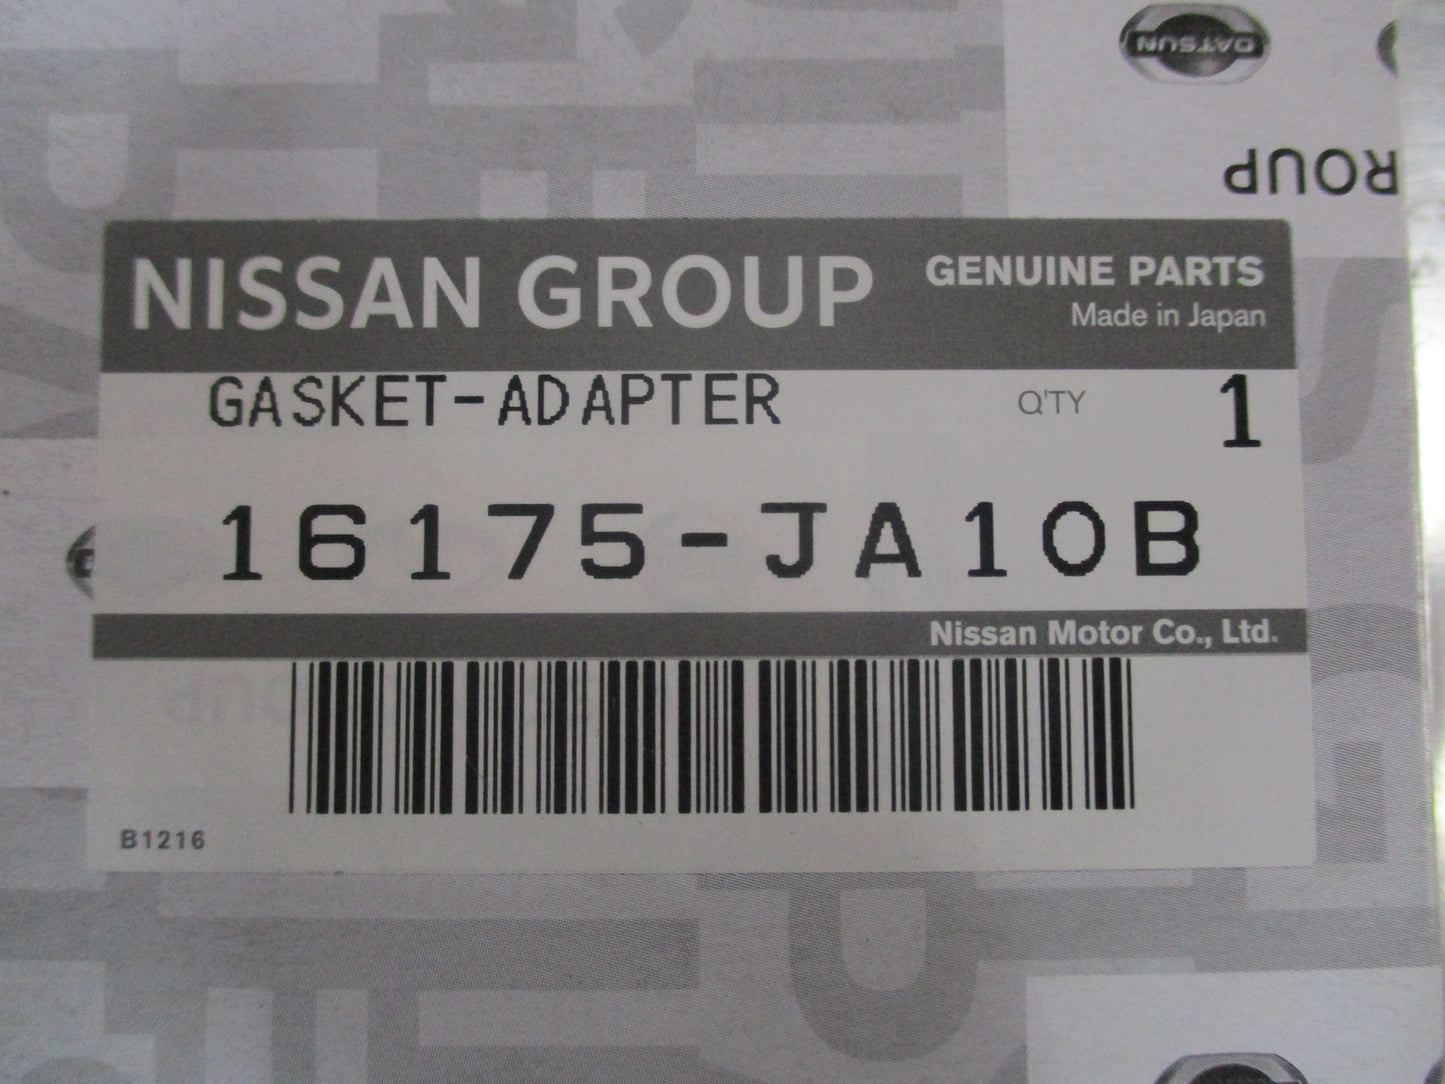 DATSUN
ROUP
NISSAN GROUP
GENUINE PARTS
Made in Japan
GASKET-ADAPTER
Q'TY
1
16175-JA10B
Nissan Motor Co., Ltd.
B1216